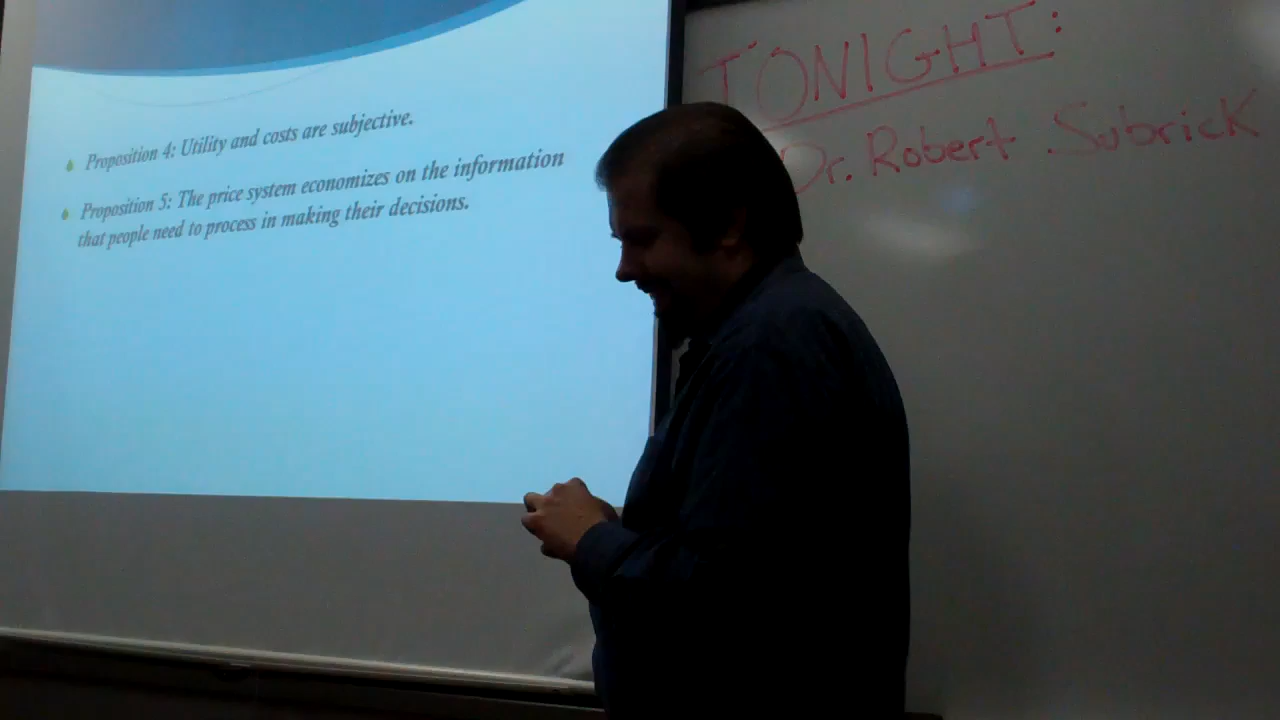 Proposition 4: Utility and costs are subjective.
Proposition 5: The price system economizes on the information
that people need to process in making their decisions.
TONIGHT:
Dr. Robert Subrick